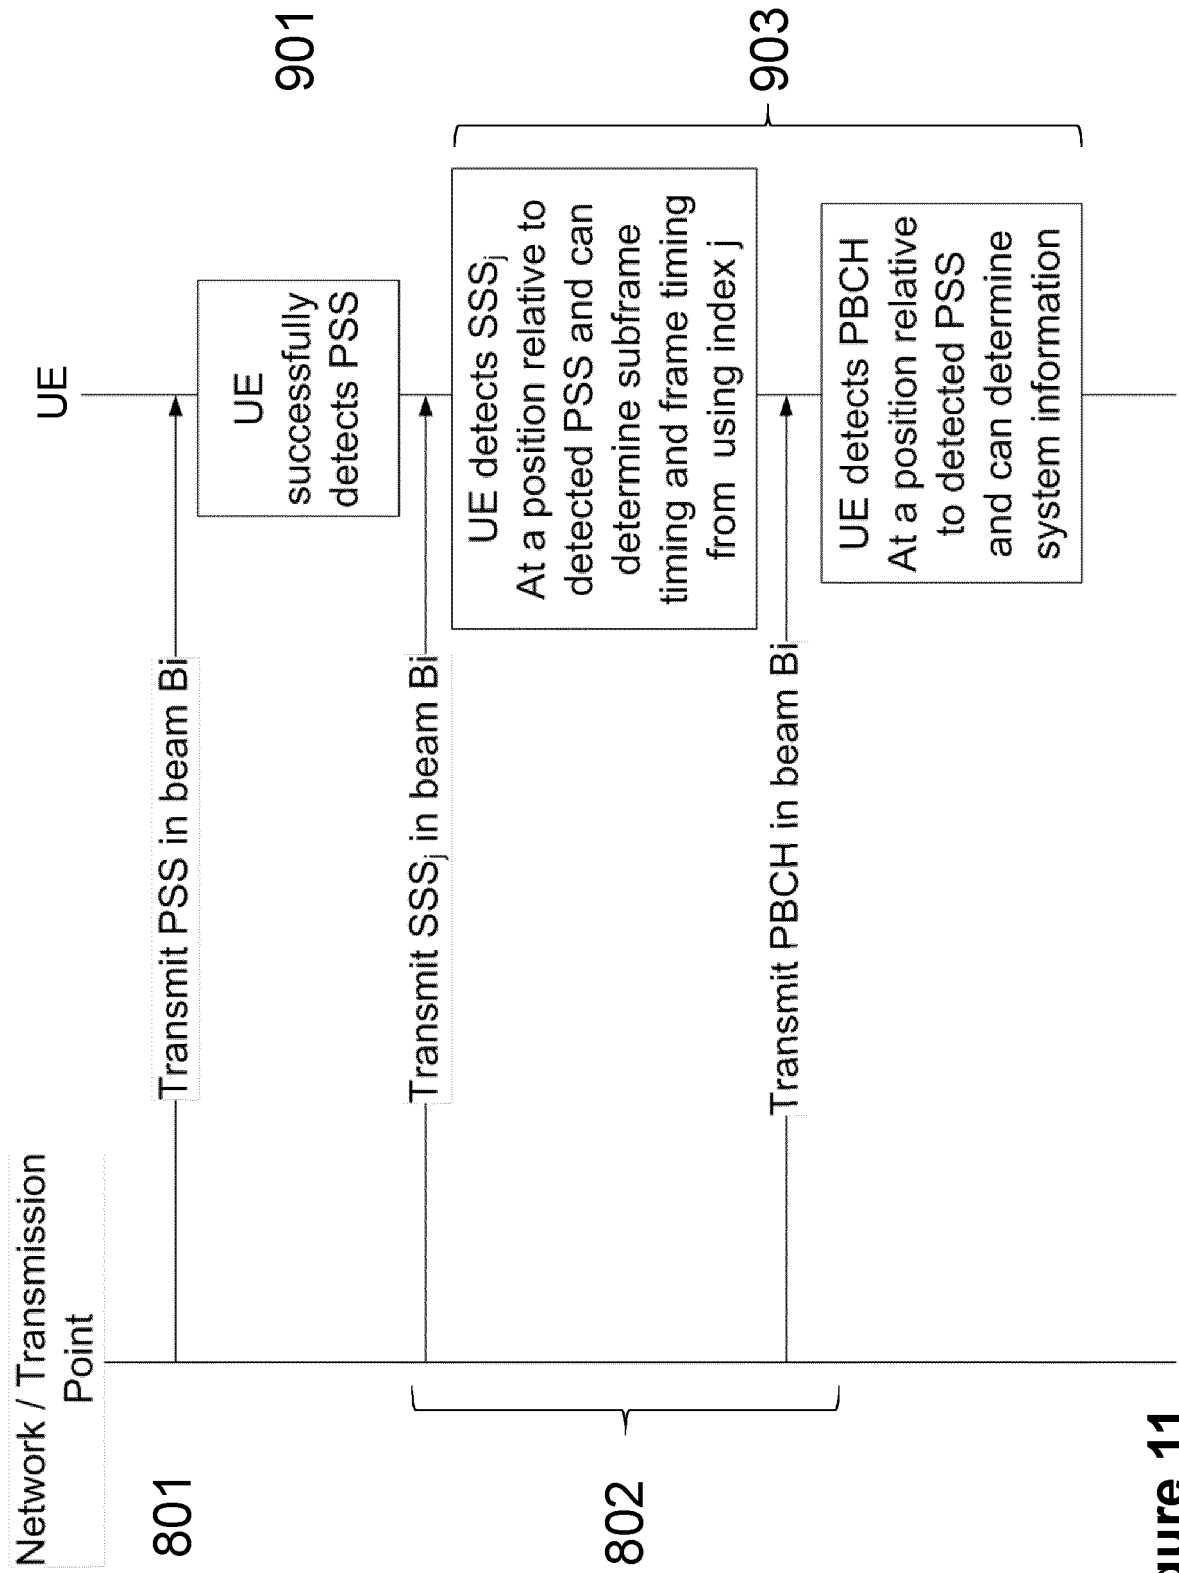 Network / Transmission
Point
UE
801
Transmit PSS in beam Bi
UE
successfully
detects PSS
901
802
Transmit SSSj in beam Bi
UE detects SSSj
At a position relative to
detected PSS and can
determine subframe
timing and frame timing
from using index j
903
Transmit PBCH in beam Bi
UE detects PBCH
At a position relative
to detected PSS
and can determine
system information
gure 11